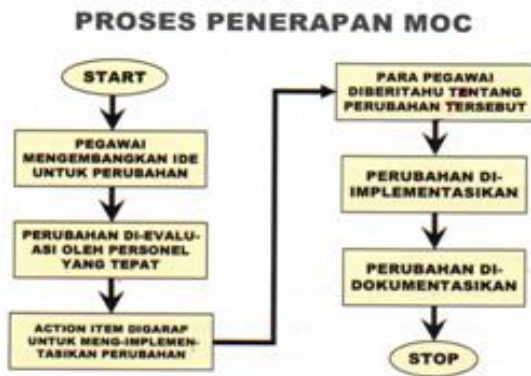 PROSES PENERAPAN MOC
START
PEGAWAI
MENGEMBANGKAN IDE
UNTUK PERUBAHAN
PERUBAHAN DI-EVALU-
ASI OLEH PERSONEL
YANG TEPAT
ACTION ITEM DIGARAP
UNTUK MENG-IMPLEMEN-
TASIKAN PERUBAHAN
PARA PEGAWAI
DIBERITAHU TENTANG
PERUBAHAN TERSEBUT
PERUBAHAN DI-
IMPLEMENTASIKAN
PERUBAHAN DI-
DOKUMENTASIKAN
STOP